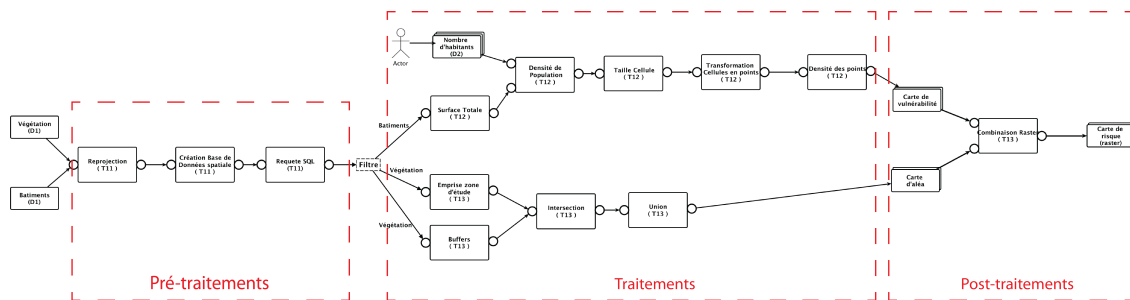 Végétation
(D1)
Batiments
(D1)
Reprojection
( T11 )
Création Base de
Données spatiale
( T11 )
Requete SQL
(T11)
Filtre
Pré-traitements
Actor
Nombre
d'habitants
(D2)
Batiments
Surface Totale
( T12 )
Densité de
Population
( T12 )
Taille Cellule
( T12 )
Transformation
Cellules en points
( T12 )
Densité des points
( T12 )
Végétation
Emprise zone
d'étude
( T13 )
Végétation
Buffers
( T13 )
Intersection
( T13 )
Union
( T13 )
Traitements
Carte de
vulnérabilité
Carte
d'aléa
Combinaison Raster
( T13 )
Carte de
risque
(raster)
Post-traitements